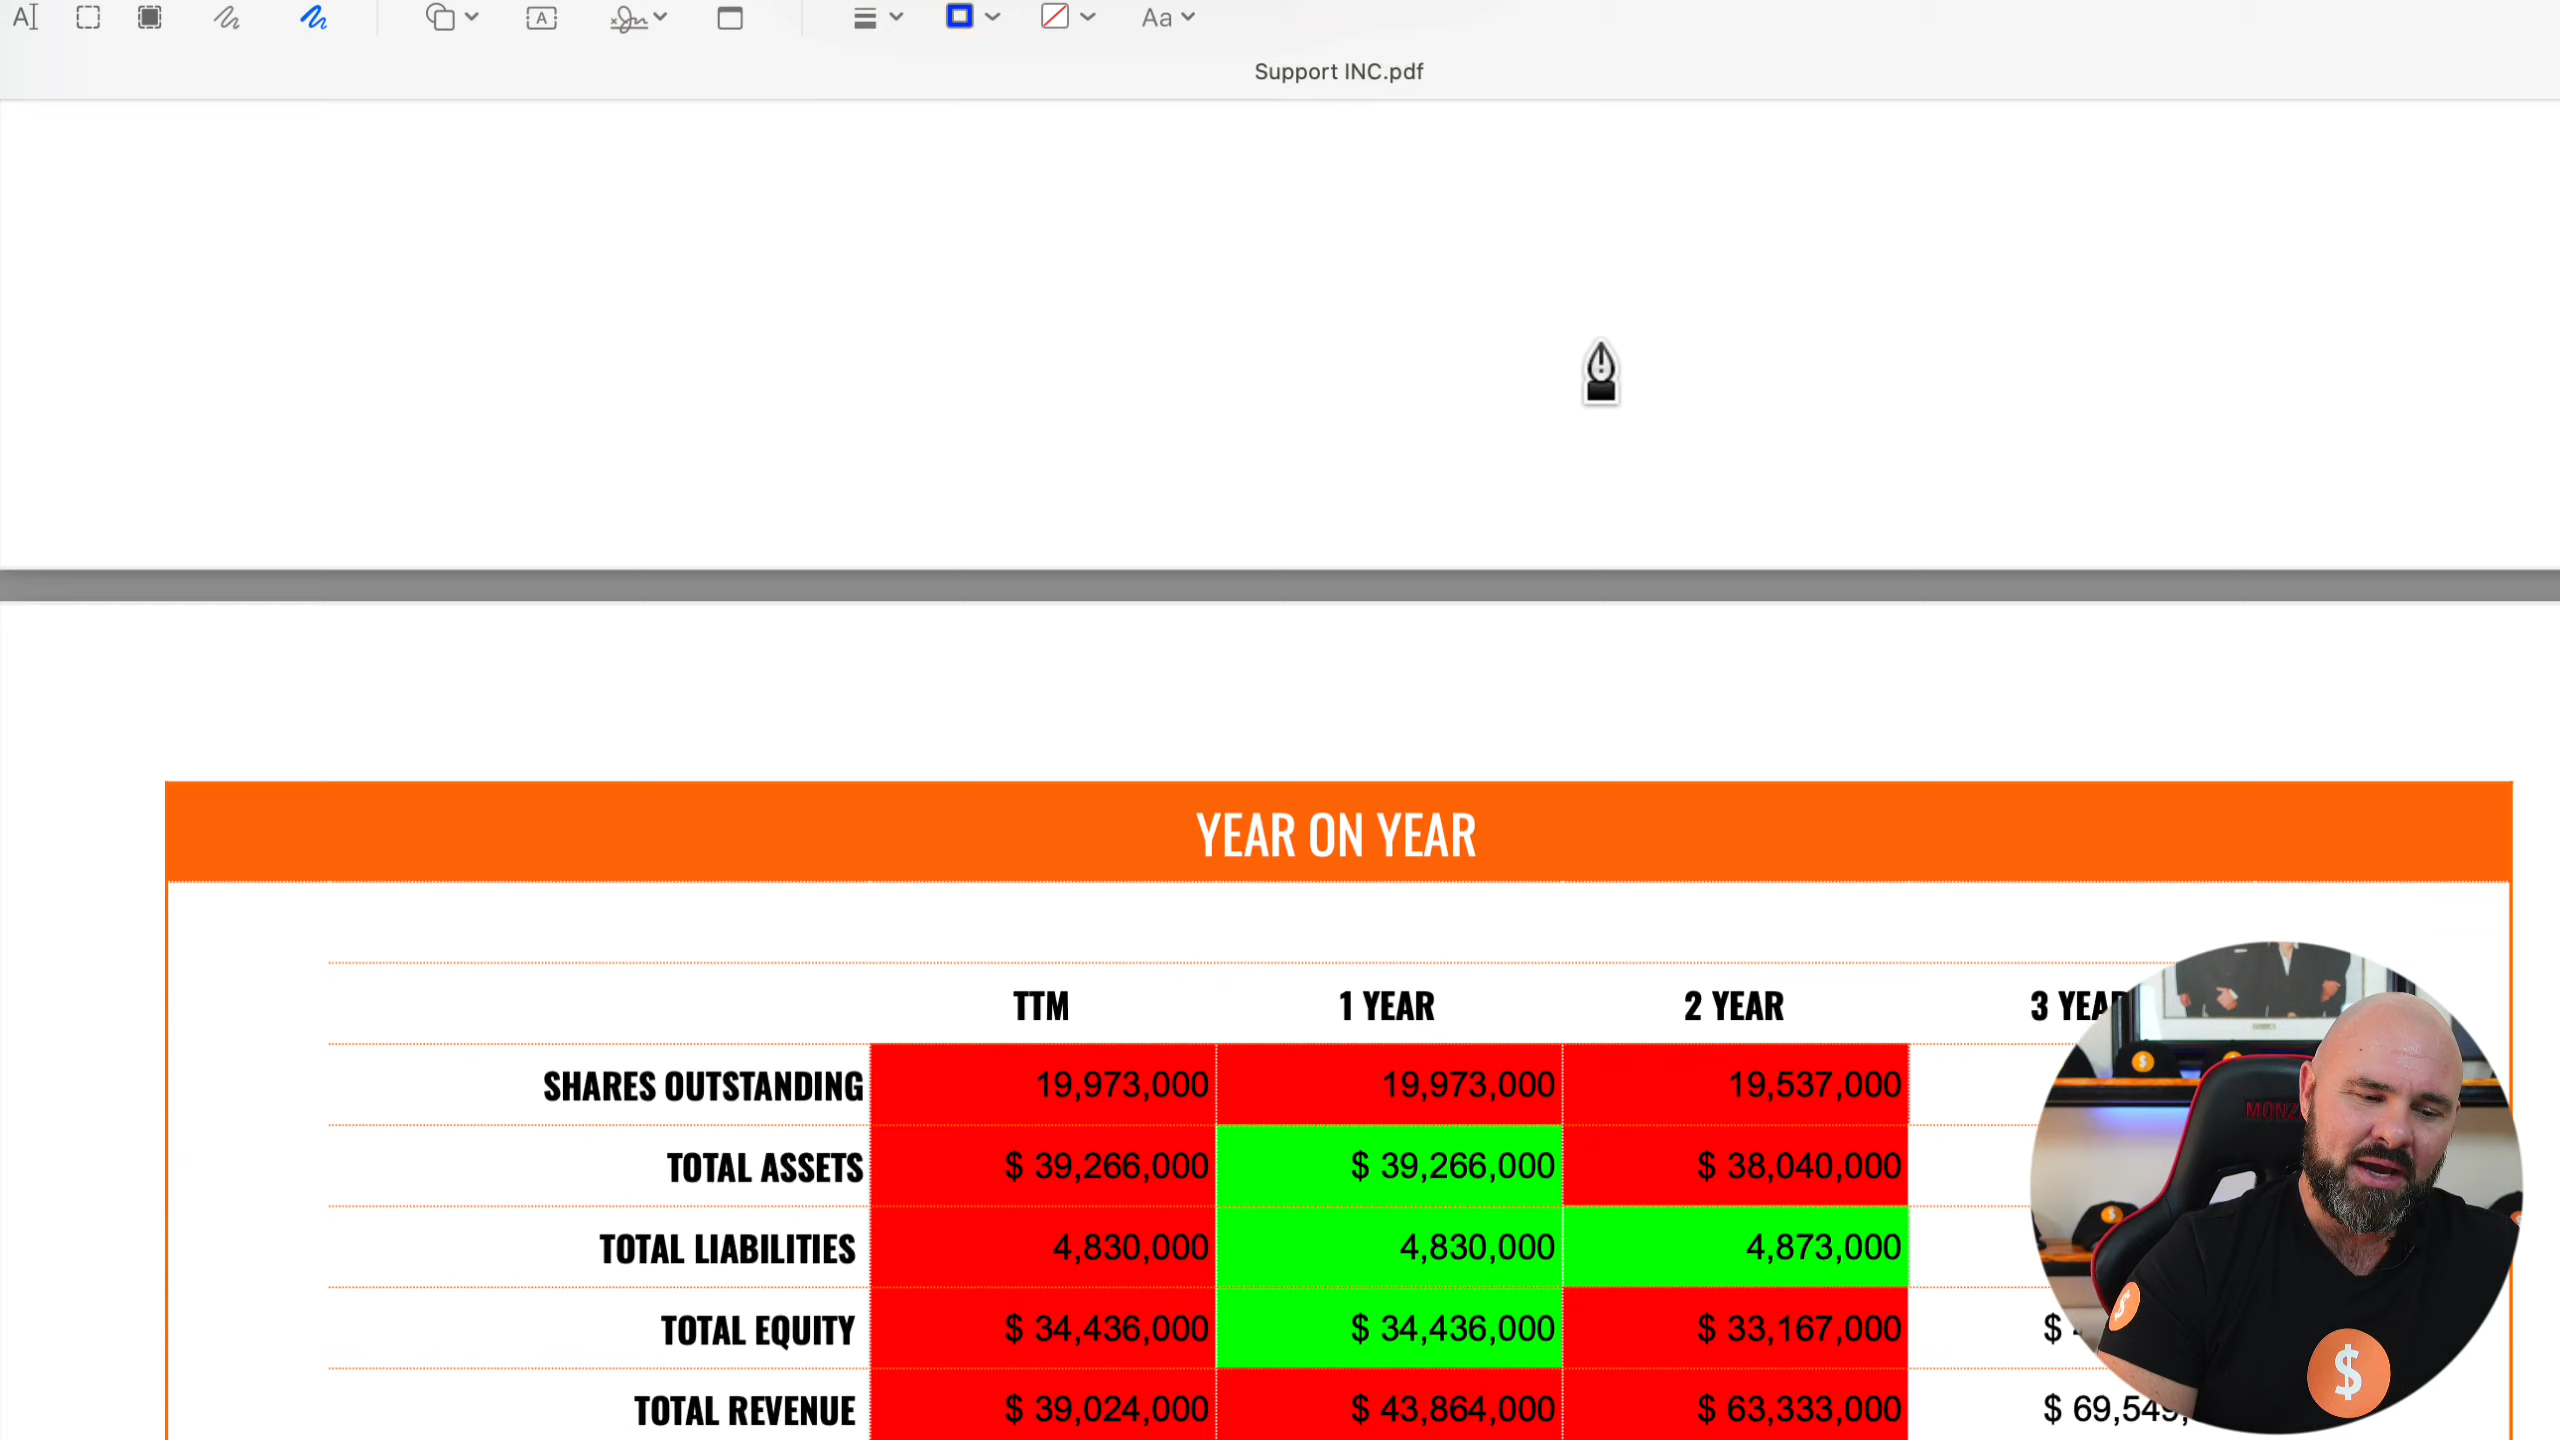 Support INC.pdf
YEAR ON YEAR
TTM 1 YEAR 2 YEAR 3
SHARES OUTSTANDING 19,973,000 19,973,000 19,537,000
TOTAL ASSETS $ 39,266,000 $ 39,266,000 $ 38,040,000
TOTAL LIABILITIES 4,830,000 4,830,000 4,873,000
TOTAL EQUITY $ 34,436,000 $ 34,436,000 $ 33,167,000 $
TOTAL REVENUE $ 39,024,000 $ 43,864,000 $ 63,333,000 $ 69,549,